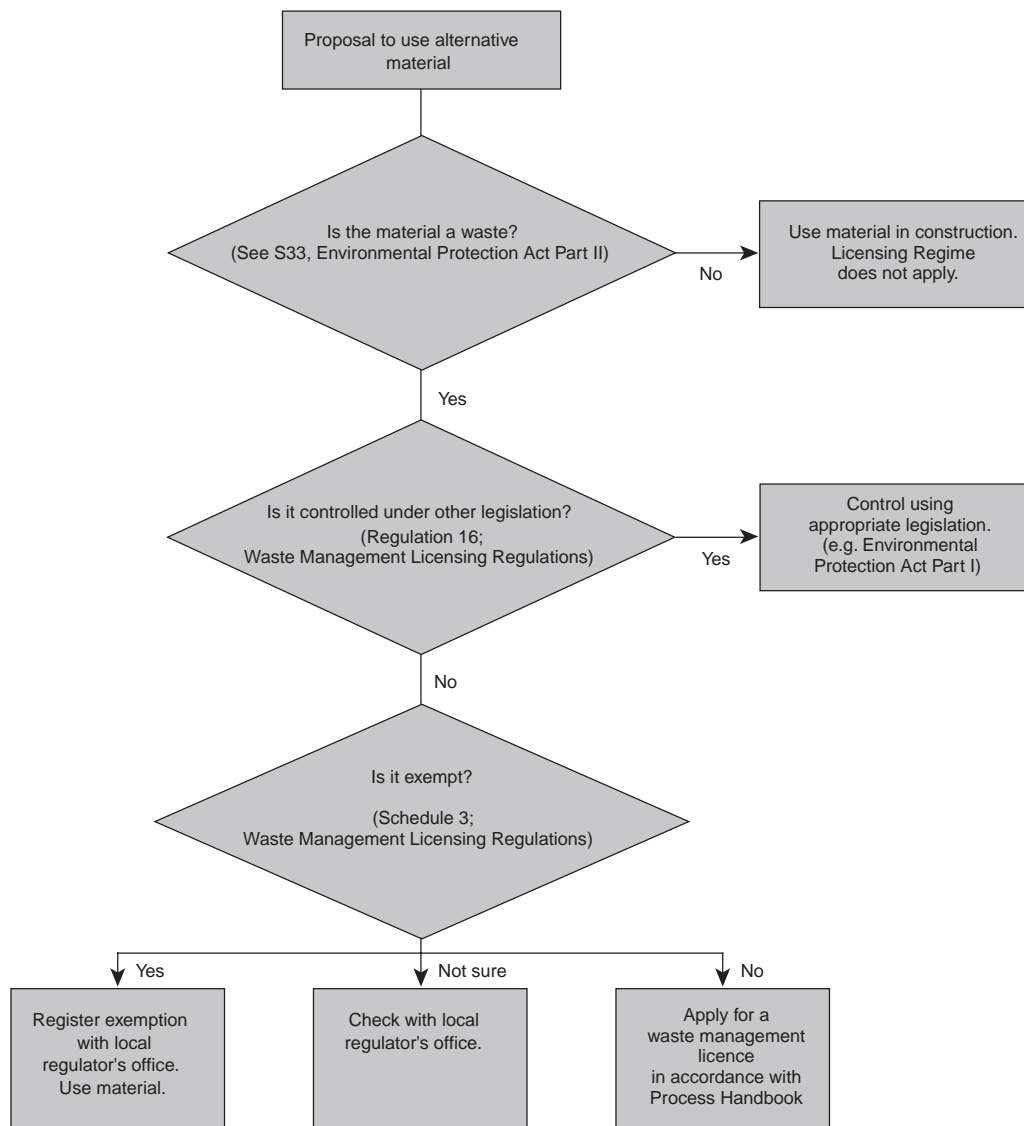 Proposal to use alternative
material
Is the material a waste?
(See S33, Environmental Protection Act Part II)
No
Use material in construction.
Licensing Regime
does not apply.
Yes
Is it controlled under other legislation?
(Regulation 16;
Waste Management Licensing Regulations)
Yes
Control using
appropriate legislation.
(e.g. Environmental
Protection Act Part I)
No
Is it exempt?
(Schedule 3;
Waste Management Licensing Regulations)
Yes
Not sure
No
Register exemption
with local
regulator's office.
Use material.
Check with local
regulator's office.
Apply for a
waste management
licence
in accordance with
Process Handbook